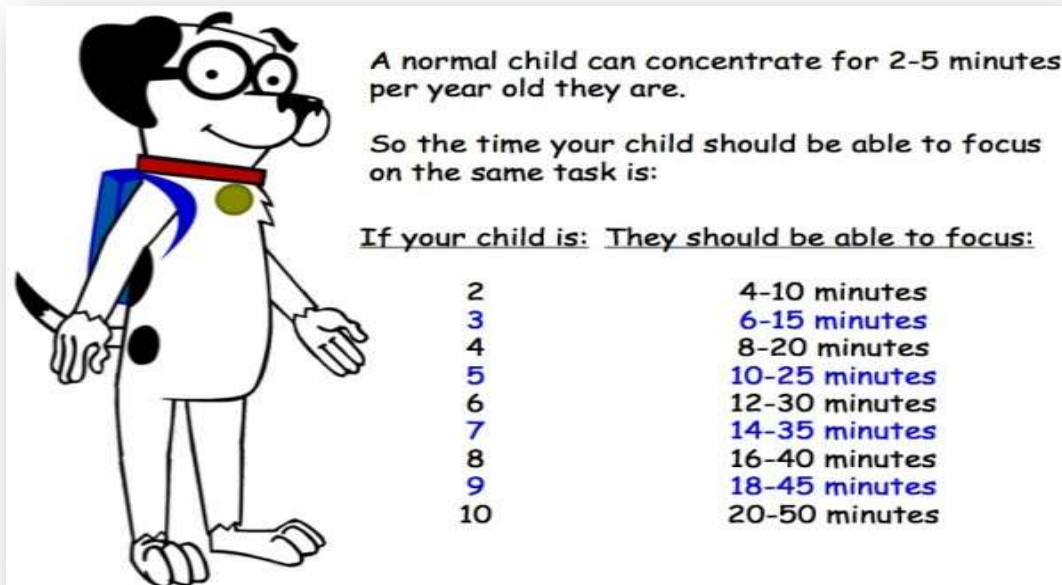 A normal child can concentrate for 2-5 minutes
per year old they are.
So the time your child should be able to focus
on the same task is:
If your child is: They should be able to focus:
2 4-10 minutes
3 6-15 minutes
4 8-20 minutes
5 10-25 minutes
6 12-30 minutes
7 14-35 minutes
8 16-40 minutes
9 18-45 minutes
10 20-50 minutes